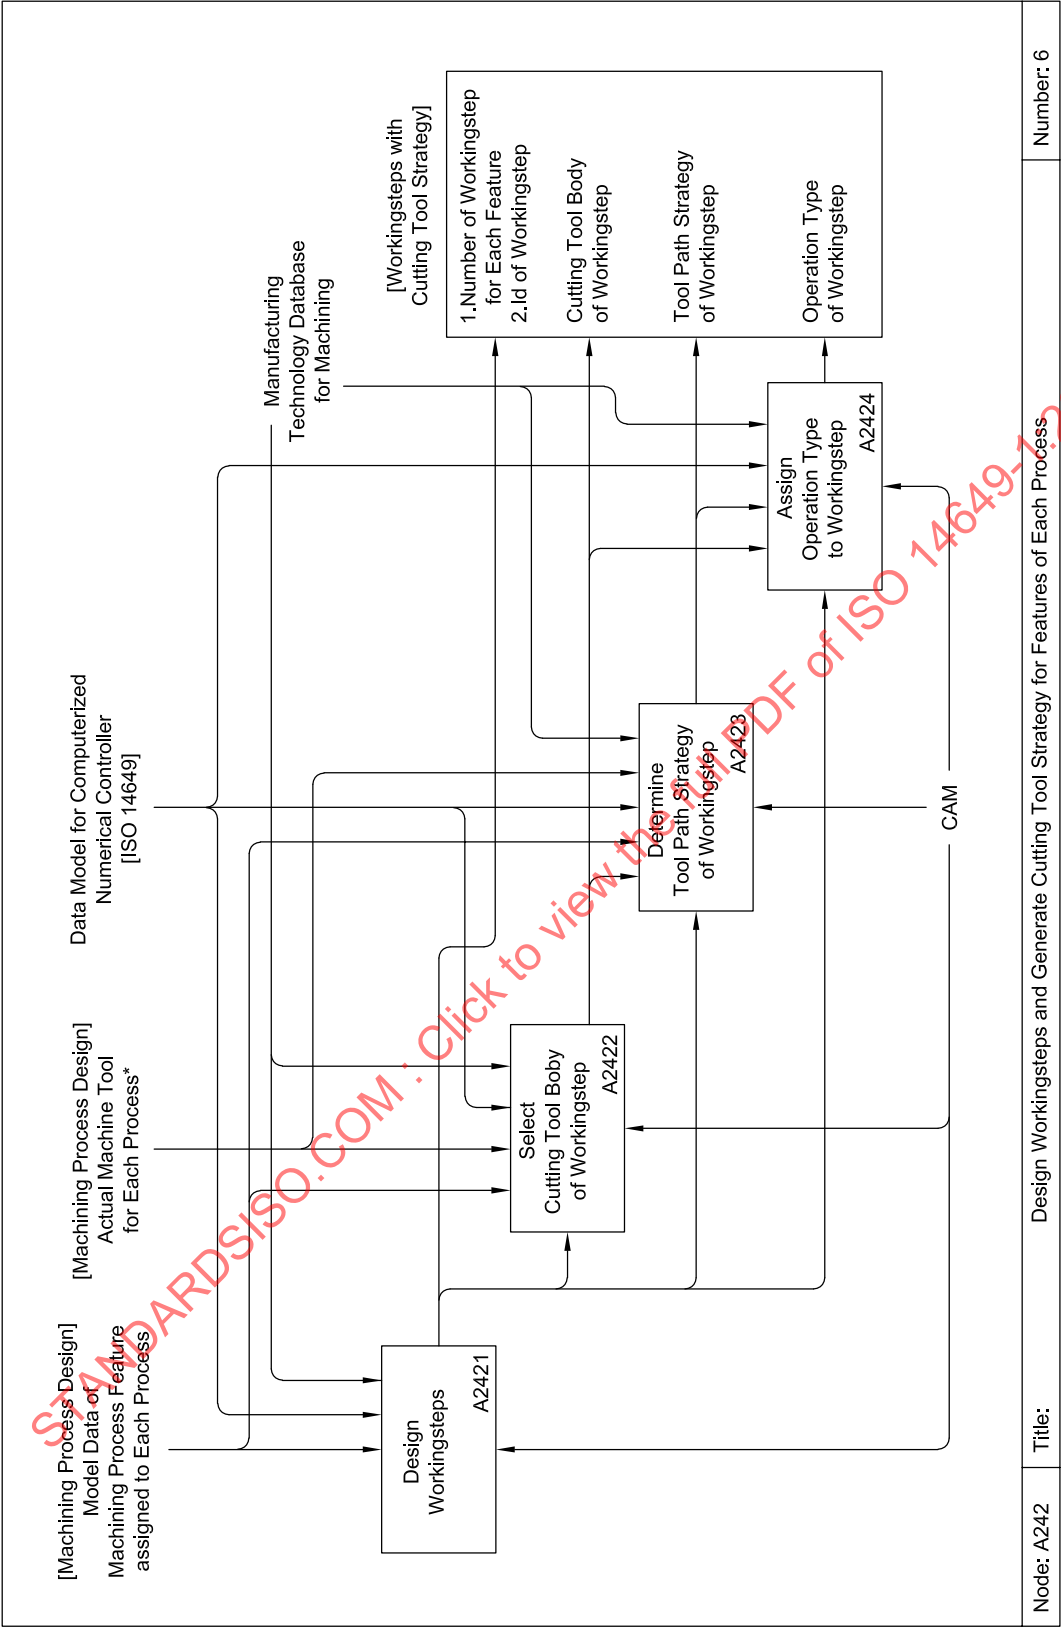 [Machining Process Design]
Model Data of
Machining Process Feature
assigned to Each Process
[Machining Process Design]
Actual Machine Tool
for Each Process*
Data Model for Computerized
Numerical Controller
[ISO 14649]
Manufacturing
Technology Database
for Machining
[Workingsteps with
Cutting Tool Strategy]
1.Number of Workingstep
for Each Feature
2.Id of Workingstep
Cutting Tool Body
of Workingstep
Tool Path Strategy
of Workingstep
Operation Type
of Workingstep
Design
Workingsteps
A2421
Select
Cutting Tool Boby
of Workingstep
A2422
Determine
Tool Path Strategy
of Workingstep
A2423
Assign
Operation Type
to Workingstep
A2424
CAM
Node: A242
Title:
Design Workingsteps and Generate Cutting Tool Strategy for Features of Each Process
Number: 6
STANDARDSISO.COM : Click to view the full PDF of ISO 14649-1:2